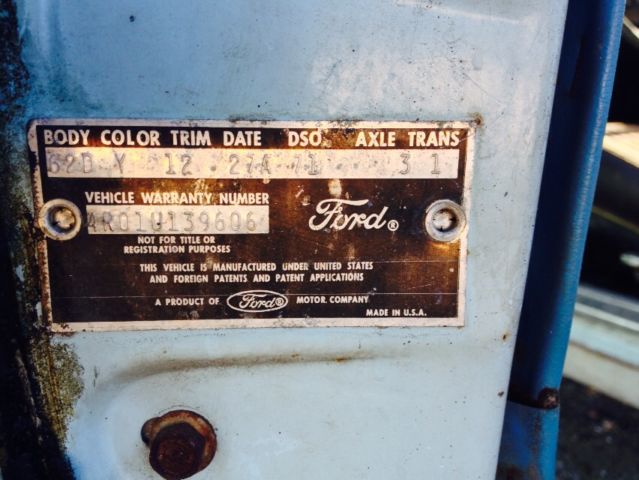 BODY COLOR TRIM DATE DSO. AXLE TRANS
62D Y 12 27A 71 3 1
VEHICLE WARRANTY NUMBER
4R01U139606
Ford®
NOT FOR TITLE OR
REGISTRATION PURPOSES
THIS VEHICLE IS MANUFACTURED UNDER UNITED STATES
AND FOREIGN PATENTS AND PATENT APPLICATIONS
A PRODUCT OF Ford® MOTOR COMPANY
MADE IN U.S.A.